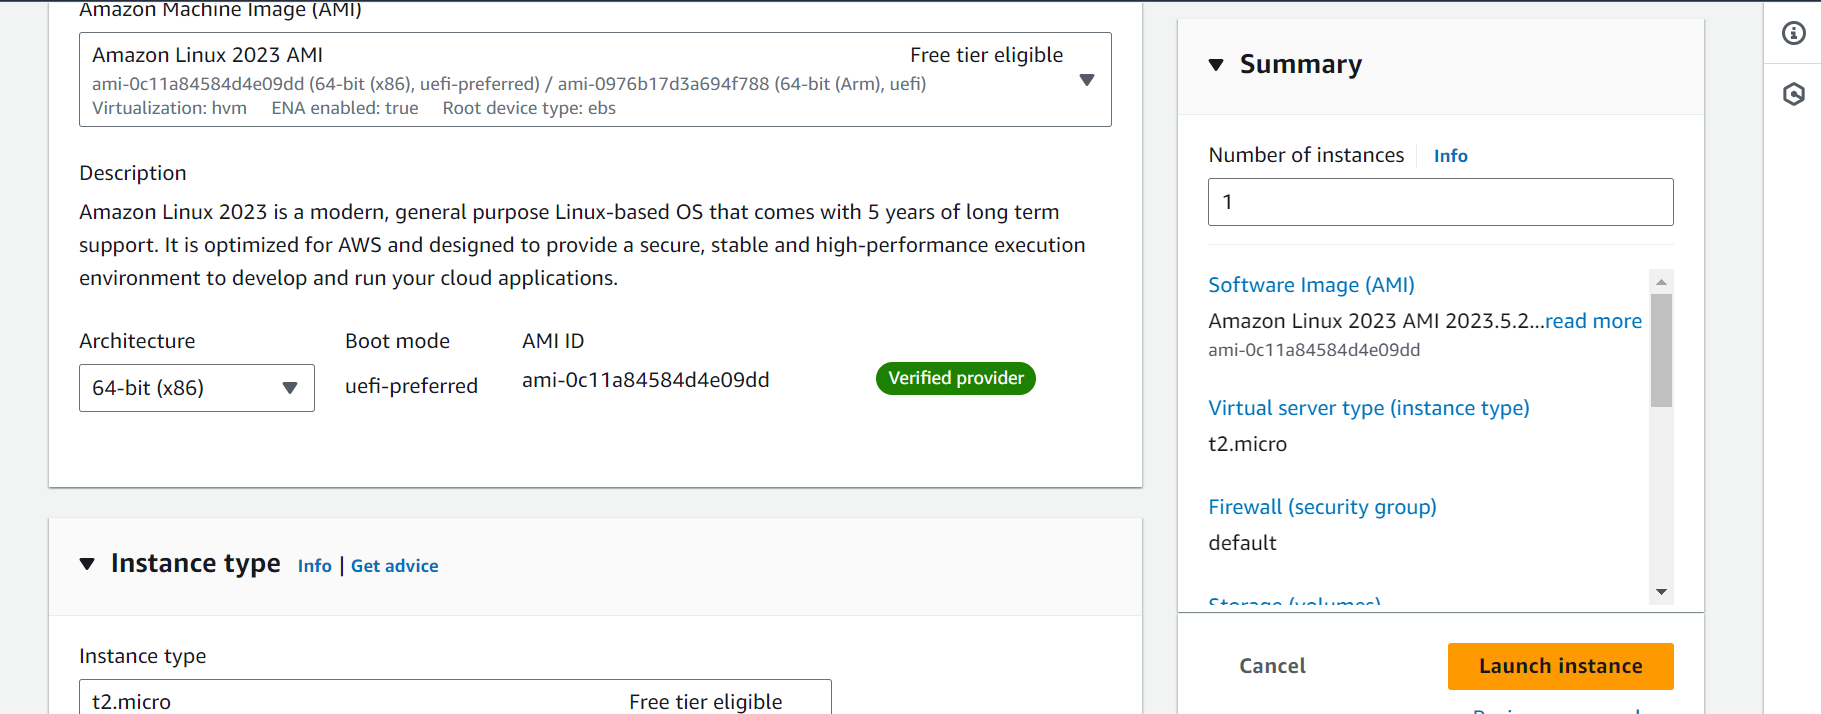 Amazon Machine Image (AMI)
Amazon Linux 2023 AMI
Free tier eligible
ami-0c11a84584d4e09dd (64-bit (x86), uefi-preferred) / ami-0976b17d3a694f788 (64-bit (Arm), uefi)
Virtualization: hvm ENA enabled: true Root device type: ebs
Description
Amazon Linux 2023 is a modern, general purpose Linux-based OS that comes with 5 years of long term
support. It is optimized for AWS and designed to provide a secure, stable and high-performance execution
environment to develop and run your cloud applications.
Architecture Boot mode AMI ID
64-bit (x86) uefi-preferred ami-0c11a84584d4e09dd Verified provider
Instance type Info | Get advice
Instance type
t2.micro Free tier eligible
Summary
Number of instances Info
1
Software Image (AMI)
Amazon Linux 2023 AMI 2023.5.2...read more
ami-0c11a84584d4e09dd
Virtual server type (instance type)
t2.micro
Firewall (security group)
default
Storage (volumes)
Cancel Launch instance